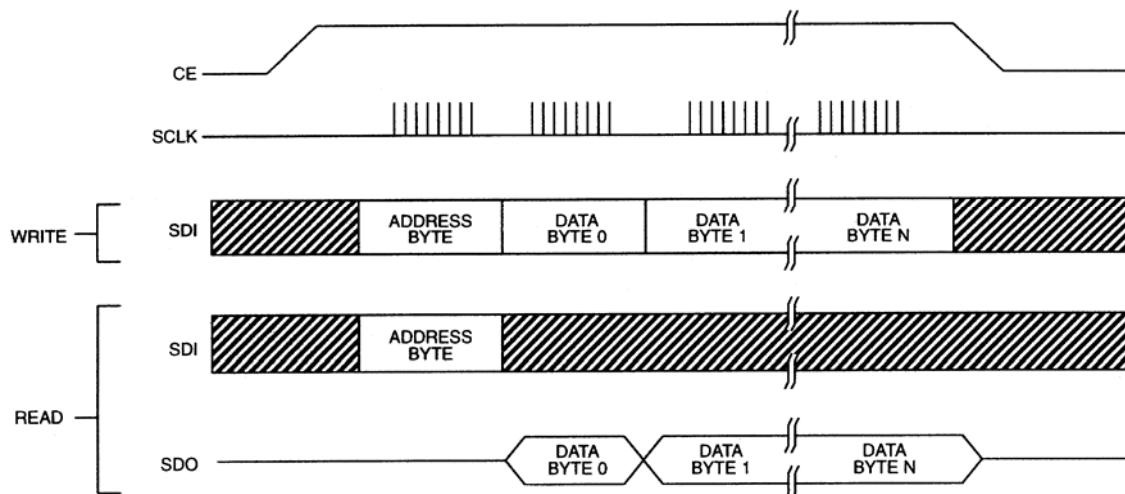 CE
SCLK
WRITE
SDI
ADDRESS
BYTE
DATA
BYTE 0
DATA
BYTE 1
DATA
BYTE N
READ
SDI
ADDRESS
BYTE
SDO
DATA
BYTE 0
DATA
BYTE 1
DATA
BYTE N